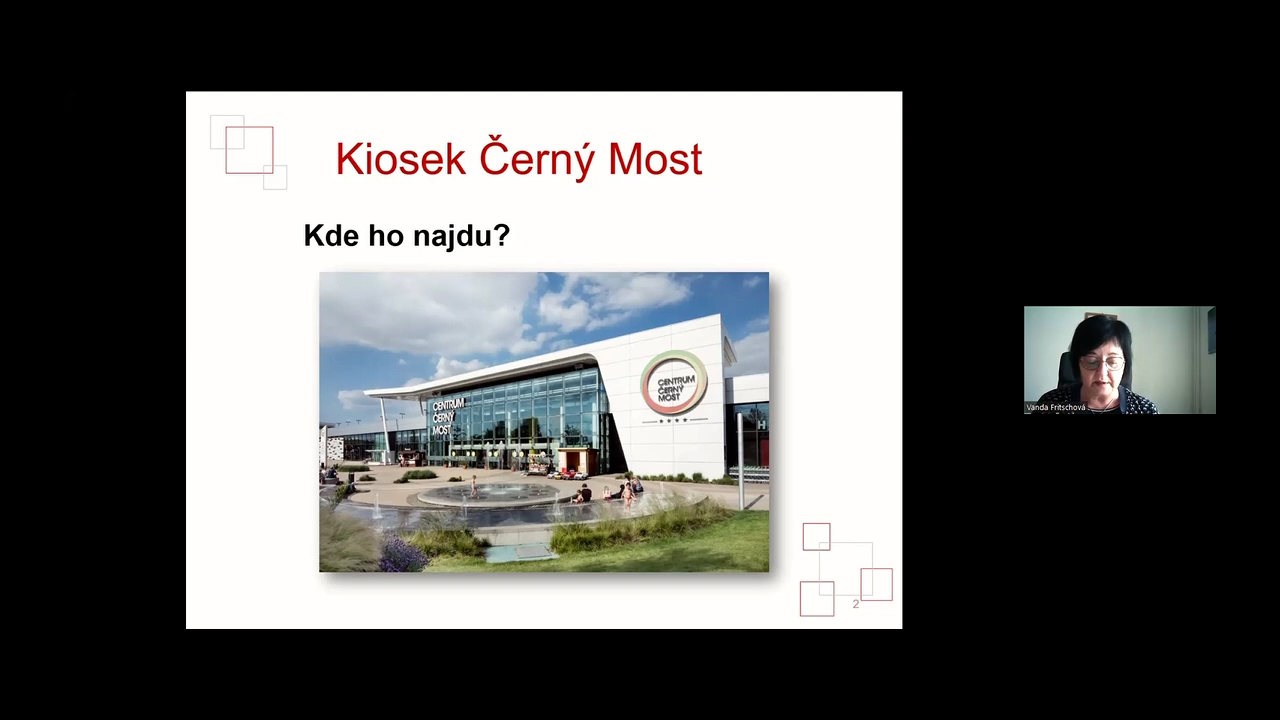 Kiosek Černý Most
Kde ho najdu?
CENTRUM
ČERNÝ
MOST
CENTRUM
ČERNÝ
MOST
H
2
Vanda Fritschová